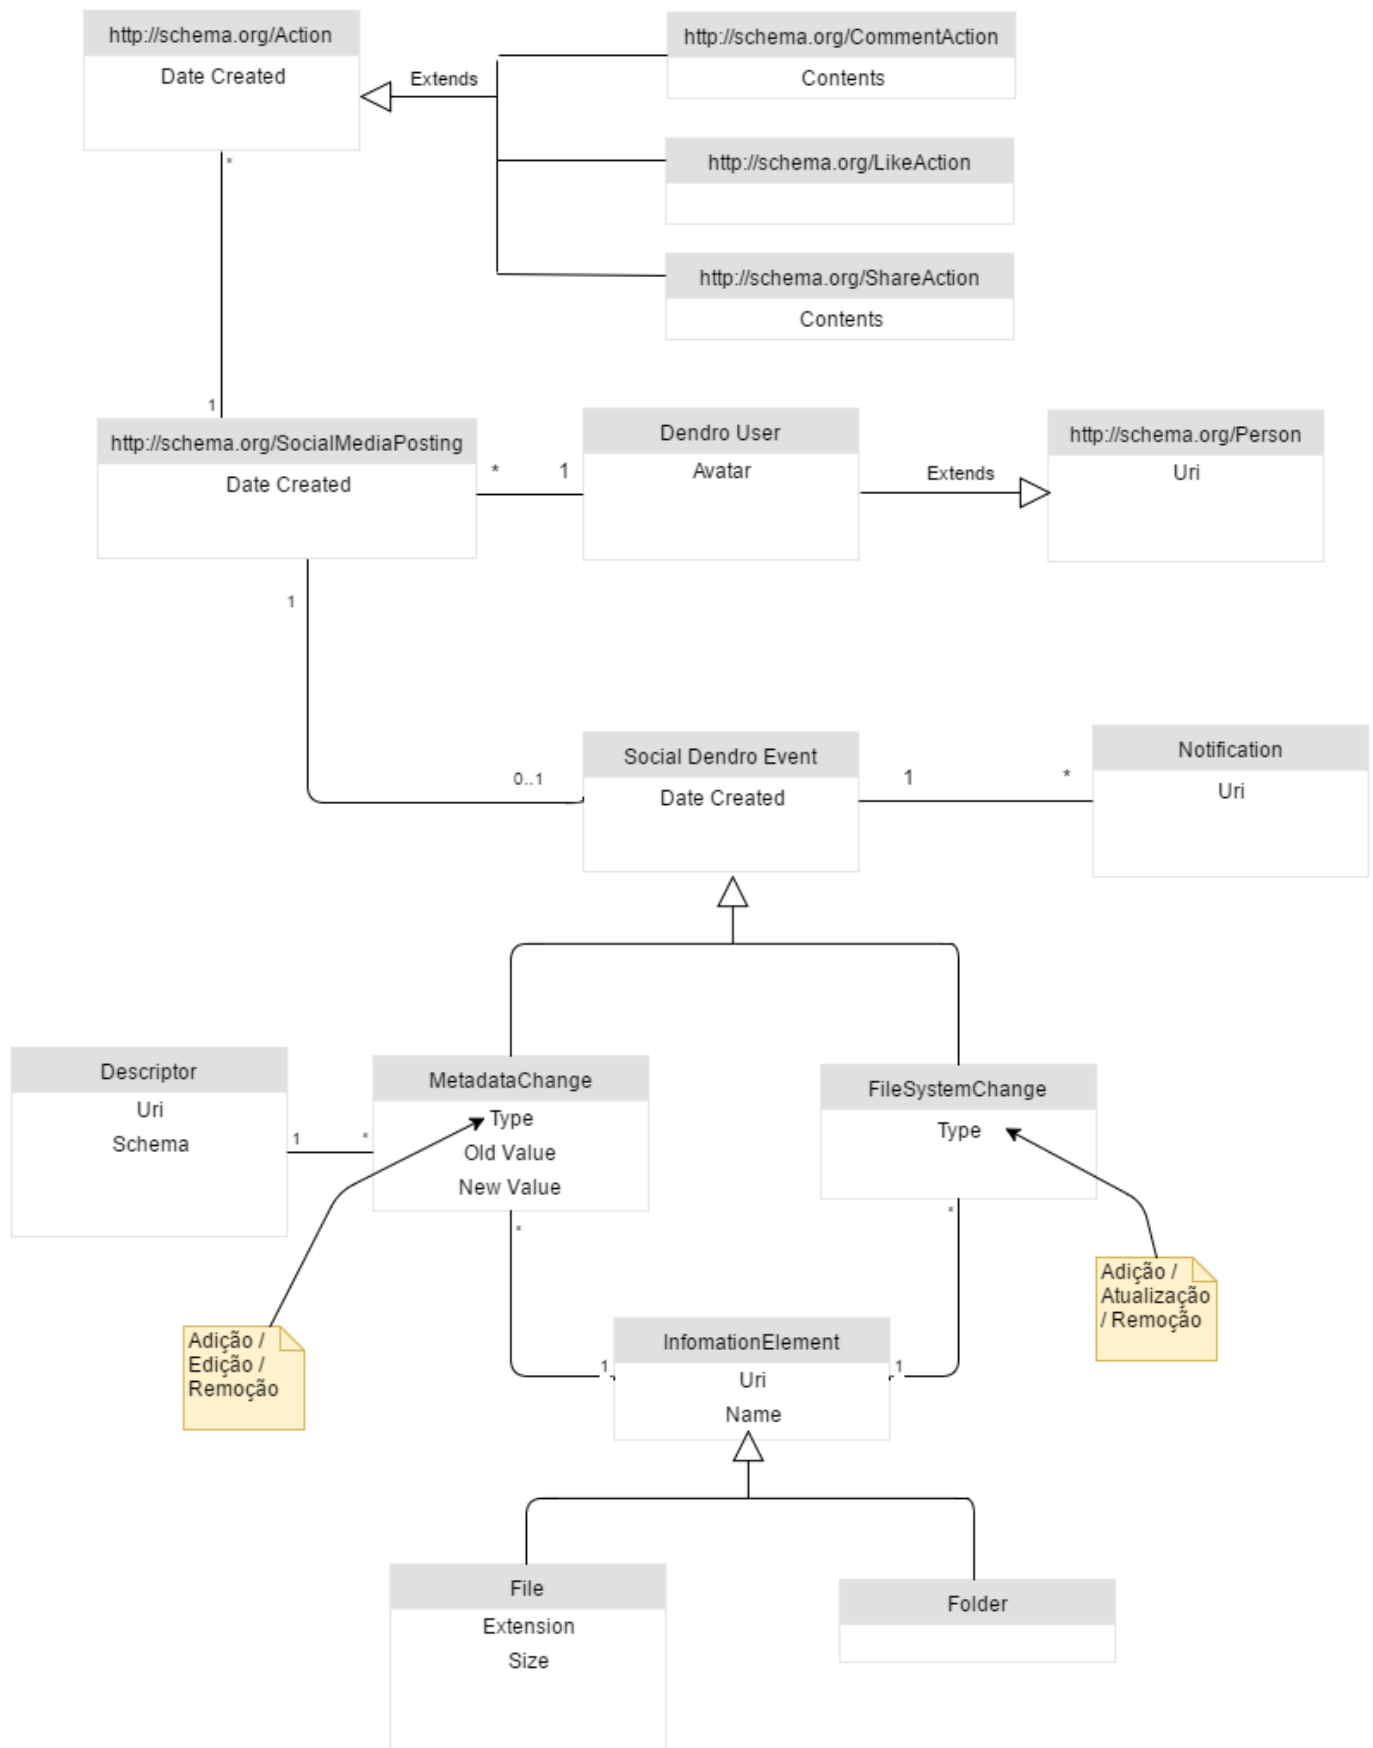 http://schema.org/Action
Date Created
Extends
http://schema.org/CommentAction
Contents
http://schema.org/LikeAction
http://schema.org/ShareAction
Contents
*
1
http://schema.org/SocialMediaPosting
Date Created
*
1
Dendro User
Avatar
Extends
http://schema.org/Person
Uri
1
0..1
Social Dendro Event
Date Created
1
*
Notification
Uri
Descriptor
Uri
Schema
1
*
MetadataChange
Type
Old Value
New Value
*
FileSystemChange
Type
*
Adição /
Edição /
Remoção
Adição /
Atualização
/ Remoção
1
InfomationElement
Uri
Name
1
File
Extension
Size
Folder